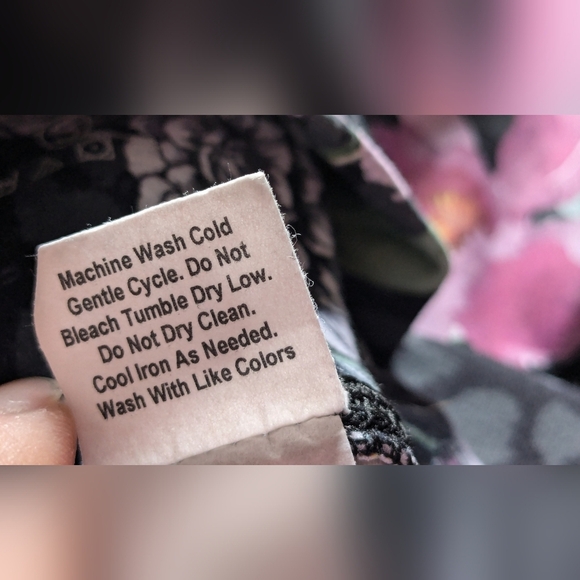 Machine Wash Cold
Gentle Cycle. Do Not
Bleach Tumble Dry Low.
Do Not Dry Clean.
Cool Iron As Needed.
Wash With Like Colors